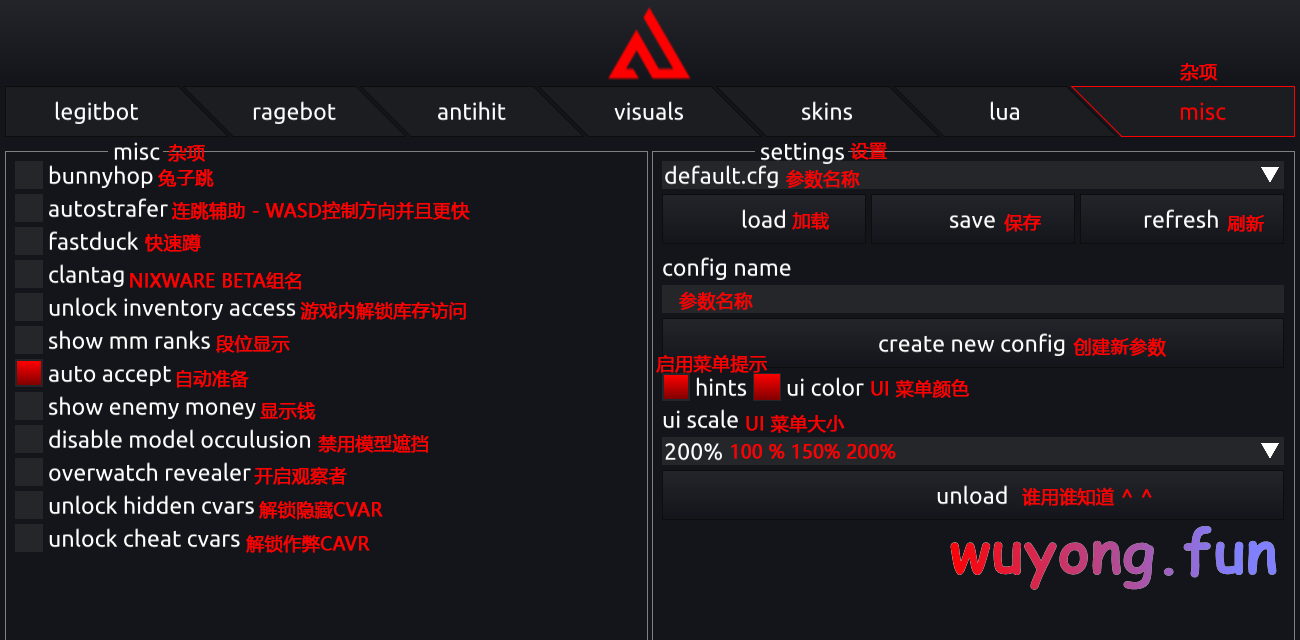 杂项
legitbot ragebot antihit visuals skins lua misc
misc 杂项
bunnyhop 兔子跳
autostrafer 连跳辅助 - WASD控制方向并且更快
fastduck 快速蹲
clantag NIXWARE BETA组名
unlock inventory access 游戏内解锁库存访问
show mm ranks 段位显示
auto accept 自动准备
show enemy money 显示钱
disable model occulusion 禁用模型遮挡
overwatch revealer 开启观察者
unlock hidden cvars 解锁隐藏CVAR
unlock cheat cvars 解锁作弊CAVR
settings 设置
default.cfg 参数名称
load 加载 save 保存 refresh 刷新
config name
参数名称
create new config 创建新参数
启用菜单提示
hints ui color UI 菜单颜色
ui scale UI 菜单大小
200% 100 % 150% 200%
unload 谁用谁知道 ^ ^
wuyong.fun